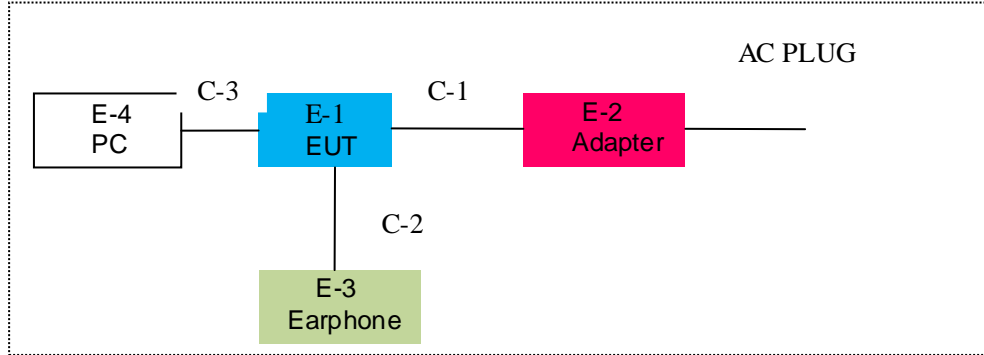 AC PLUG
C-3
C-1
E-4
PC
E-1
EUT
E-2
Adapter
C-2
E-3
Earphone